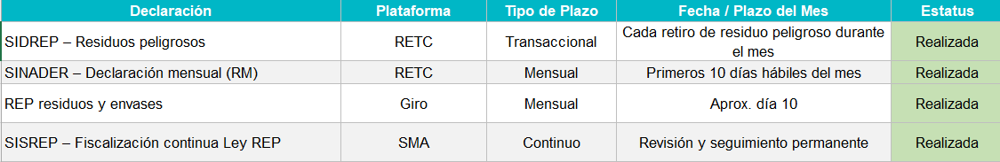 Declaración Plataforma Tipo de Plazo Fecha / Plazo del Mes Estatus
SIDREP – Residuos peligrosos RETC Transaccional Cada retiro de residuo peligroso durante Realizada
el mes
SINADER – Declaración mensual (RM) RETC Mensual Primeros 10 días hábiles del mes Realizada
REP residuos y envases Giro Mensual Aprox. día 10 Realizada
SISREP – Fiscalización continua Ley REP SMA Continuo Revisión y seguimiento permanente Realizada